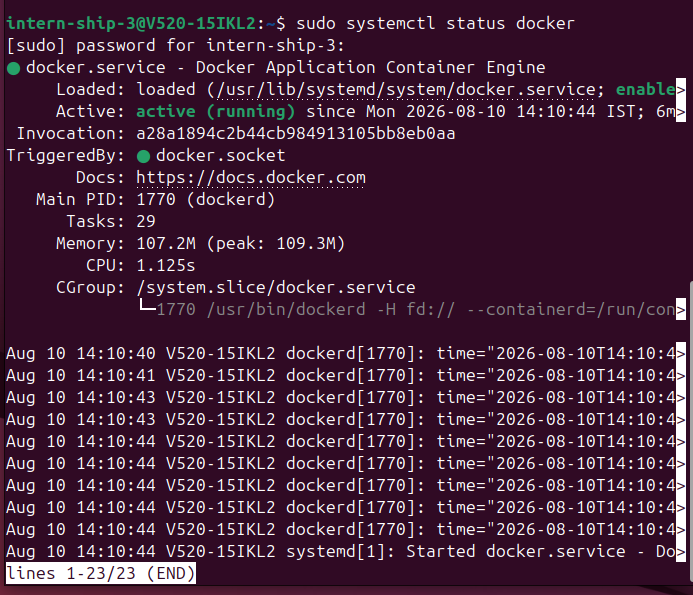 intern-ship-3@V520-15IKL2:~$ sudo systemctl status docker
[sudo] password for intern-ship-3:
● docker.service - Docker Application Container Engine
     Loaded: loaded (/usr/lib/systemd/system/docker.service; enable>
     Active: active (running) since Mon 2026-08-10 14:10:44 IST; 6m>
 Invocation: a28a1894c2b44cb984913105bb8eb0aa
TriggeredBy: ● docker.socket
       Docs: https://docs.docker.com
   Main PID: 1770 (dockerd)
      Tasks: 29
     Memory: 107.2M (peak: 109.3M)
        CPU: 1.125s
     CGroup: /system.slice/docker.service
             └─1770 /usr/bin/dockerd -H fd:// --containerd=/run/con>

Aug 10 14:10:40 V520-15IKL2 dockerd[1770]: time="2026-08-10T14:10:4>
Aug 10 14:10:41 V520-15IKL2 dockerd[1770]: time="2026-08-10T14:10:4>
Aug 10 14:10:43 V520-15IKL2 dockerd[1770]: time="2026-08-10T14:10:4>
Aug 10 14:10:43 V520-15IKL2 dockerd[1770]: time="2026-08-10T14:10:4>
Aug 10 14:10:44 V520-15IKL2 dockerd[1770]: time="2026-08-10T14:10:4>
Aug 10 14:10:44 V520-15IKL2 dockerd[1770]: time="2026-08-10T14:10:4>
Aug 10 14:10:44 V520-15IKL2 dockerd[1770]: time="2026-08-10T14:10:4>
Aug 10 14:10:44 V520-15IKL2 dockerd[1770]: time="2026-08-10T14:10:4>
Aug 10 14:10:44 V520-15IKL2 dockerd[1770]: time="2026-08-10T14:10:4>
Aug 10 14:10:44 V520-15IKL2 systemd[1]: Started docker.service - Do>
lines 1-23/23 (END)